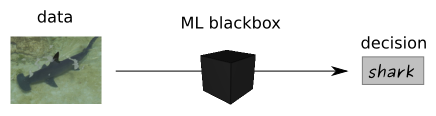 data
ML blackbox
decision
shark